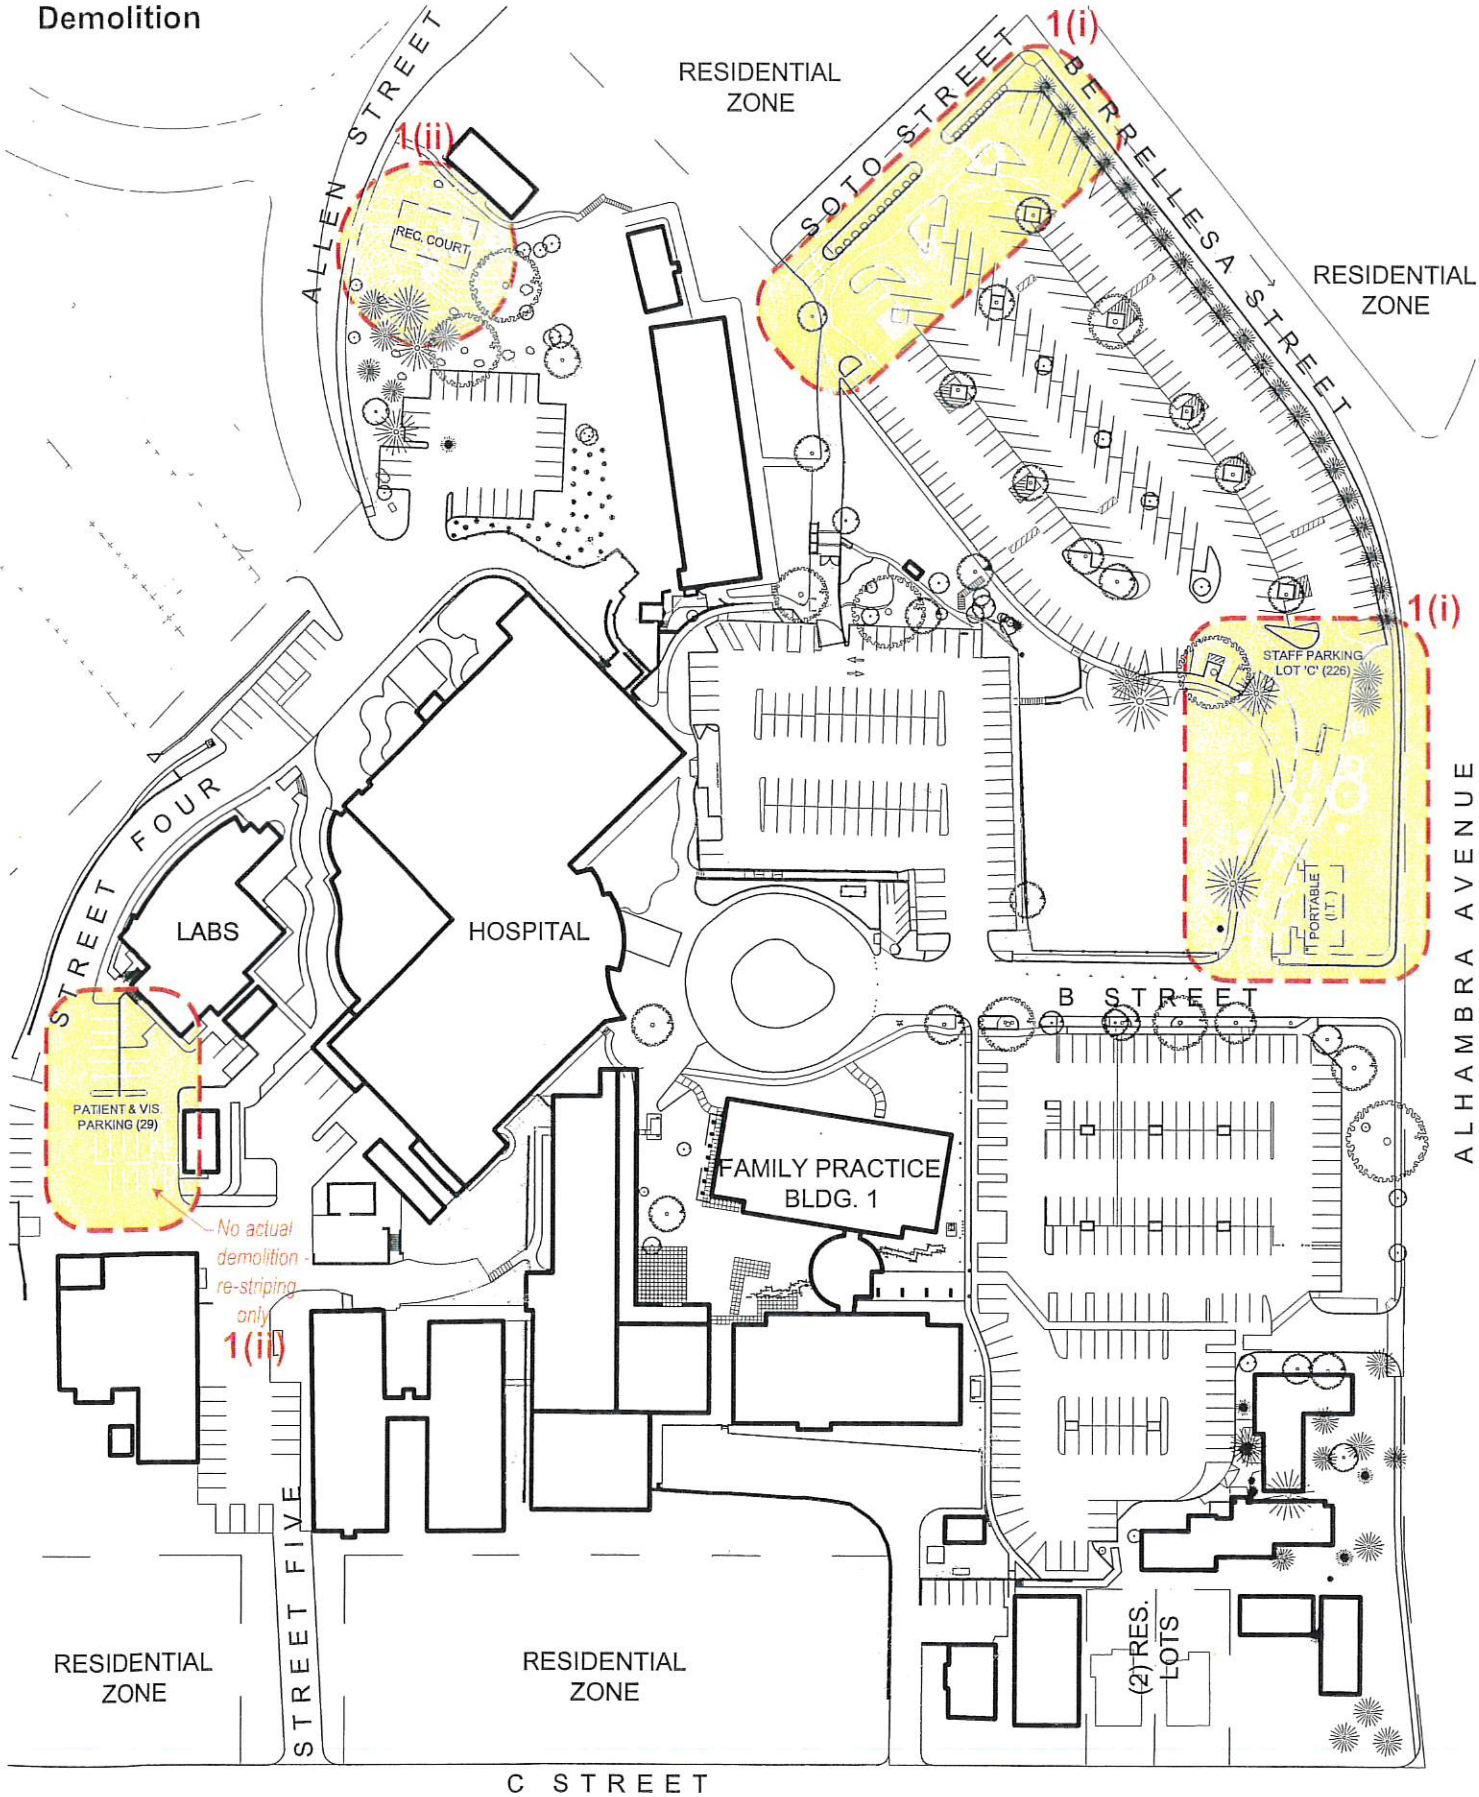 Demolition
1(i)
ALLEN STREET
RESIDENTIAL
ZONE
SOTO STREET
BERRELLESA STREET
1(ii)
REC. COURT
RESIDENTIAL
ZONE
1(i)
STAFF PARKING
LOT 'C' (226)
STREET FOUR
ALHAMBRA AVENUE
PORTABLE
(I.T.)
LABS
HOSPITAL
B STREET
PATIENT & VIS.
PARKING (29)
FAMILY PRACTICE
BLDG. 1
No actual
demolition -
re-striping
only
1(ii)
STREET FIVE
(2) RES.
LOTS
RESIDENTIAL
ZONE
RESIDENTIAL
ZONE
C STREET